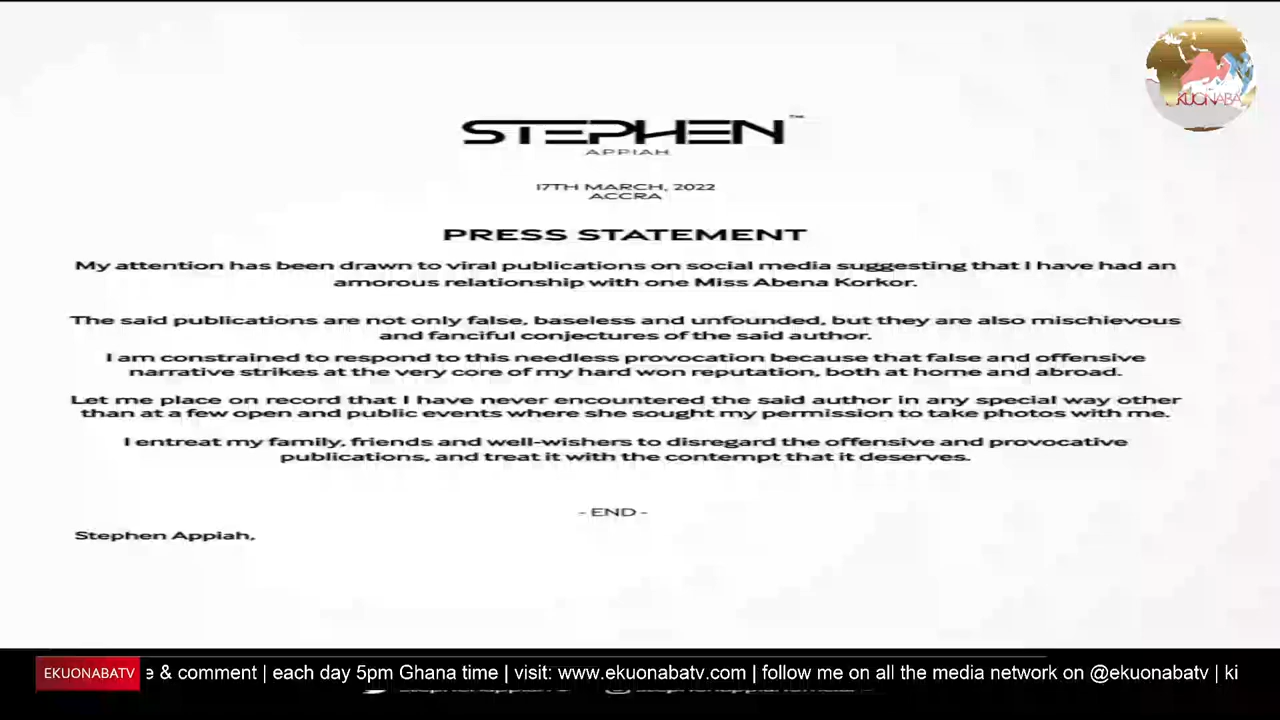 STEPHEN™
APPIAH
EKUONABA
17TH MARCH, 2022
ACCRA
PRESS STATEMENT
My attention has been drawn to viral publications on social media suggesting that I have had an
amorous relationship with one Miss Abena Korkor.
The said publications are not only false, baseless and unfounded, but they are also mischievous
and fanciful conjectures of the said author.
I am constrained to respond to this needless provocation because that false and offensive
narrative strikes at the very core of my hard won reputation, both at home and abroad.
Let me place on record that I have never encountered the said author in any special way other
than at a few open and public events where she sought my permission to take photos with me.
I entreat my family, friends and well-wishers to disregard the offensive and provocative
publications, and treat it with the contempt that it deserves.
- END -
Stephen Appiah,
EKUONABATV
e & comment | each day 5pm Ghana time | visit: www.ekuonabatv.com | follow me on all the media network on @ekuonabatv | ki